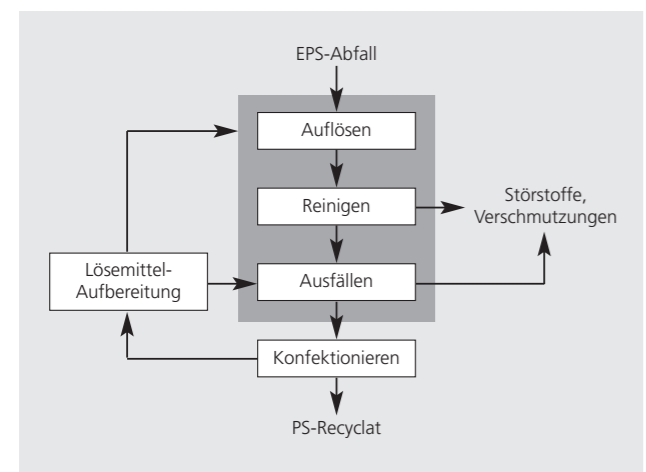 EPS-Abfall
Auflösen
Reinigen
Störstoffe,
Verschmutzungen
Lösemittel-
Aufbereitung
Ausfällen
Konfektionieren
PS-Recyclat